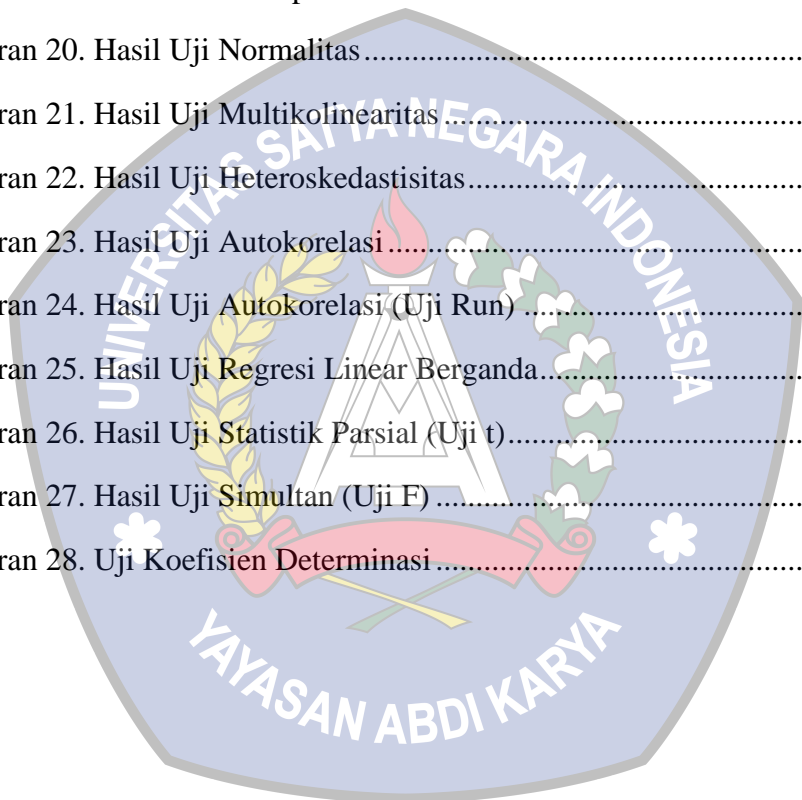 ran 20. Hasil Uji Normalitas
ran 21. Hasil Uji Multikolinearitas
ran 22. Hasil Uji Heteroskedastisitas
ran 23. Hasil Uji Autokorelasi
ran 24. Hasil Uji Autokorelasi (Uji Run)
ran 25. Hasil Uji Regresi Linear Berganda
ran 26. Hasil Uji Statistik Parsial (Uji t)
ran 27. Hasil Uji Simultan (Uji F)
ran 28. Uji Koefisien Determinasi
UNIVERSITAS SATYA NEGARA INDONESIA
YAYASAN ABDI KARYA